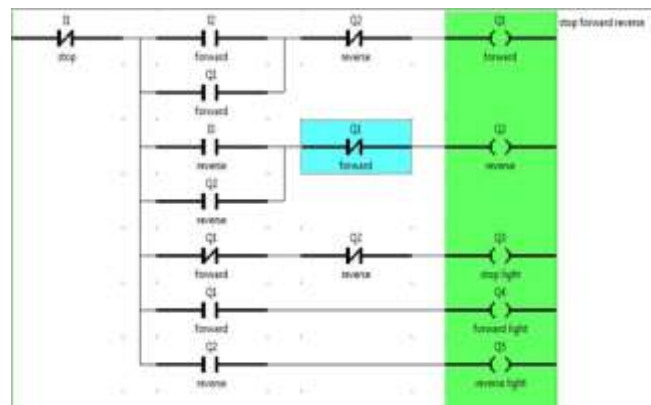 I1 I2 Q2 Q1 stop forward reverse
stop forward reverse forward
Q1
forward
I3 Q1 Q2
reverse forward reverse
Q2
reverse
Q1 Q2 Q3
forward reverse stop light
Q1 Q4
forward forward light
Q2 Q5
reverse reverse light